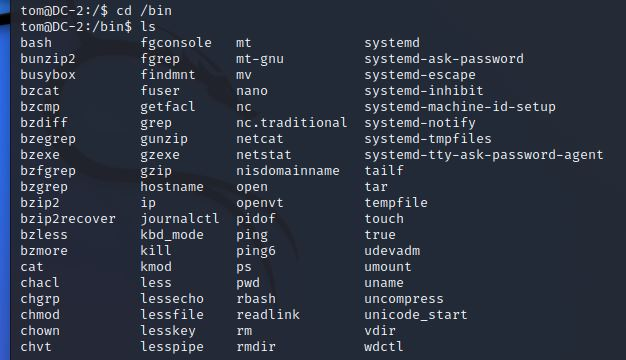 tom@DC-2:/$ cd /bin
tom@DC-2:/bin$ ls
bash fgconsole mt systemd
bunzip2 fgrep mt-gnu systemd-ask-password
busybox findmnt mv systemd-escape
bzcat fuser nano systemd-inhibit
bzcmp getfacl nc systemd-machine-id-setup
bzdiff grep nc.traditional systemd-notify
bzegrep gunzip netcat systemd-tmpfiles
bzexe gzexe netstat systemd-tty-ask-password-agent
bzfgrep gzip nisdomainname tailf
bzgrep hostname open tar
bzip2 ip openvt tempfile
bzip2recover journalctl pidof touch
bzless kbd_mode ping true
bzmore kill ping6 udevadm
cat kmod ps umount
chacl less pwd uname
chgrp lessecho rbash uncompress
chmod lessfile readlink unicode_start
chown lesskey rm vdir
chvt lesspipe rmdir wdctl